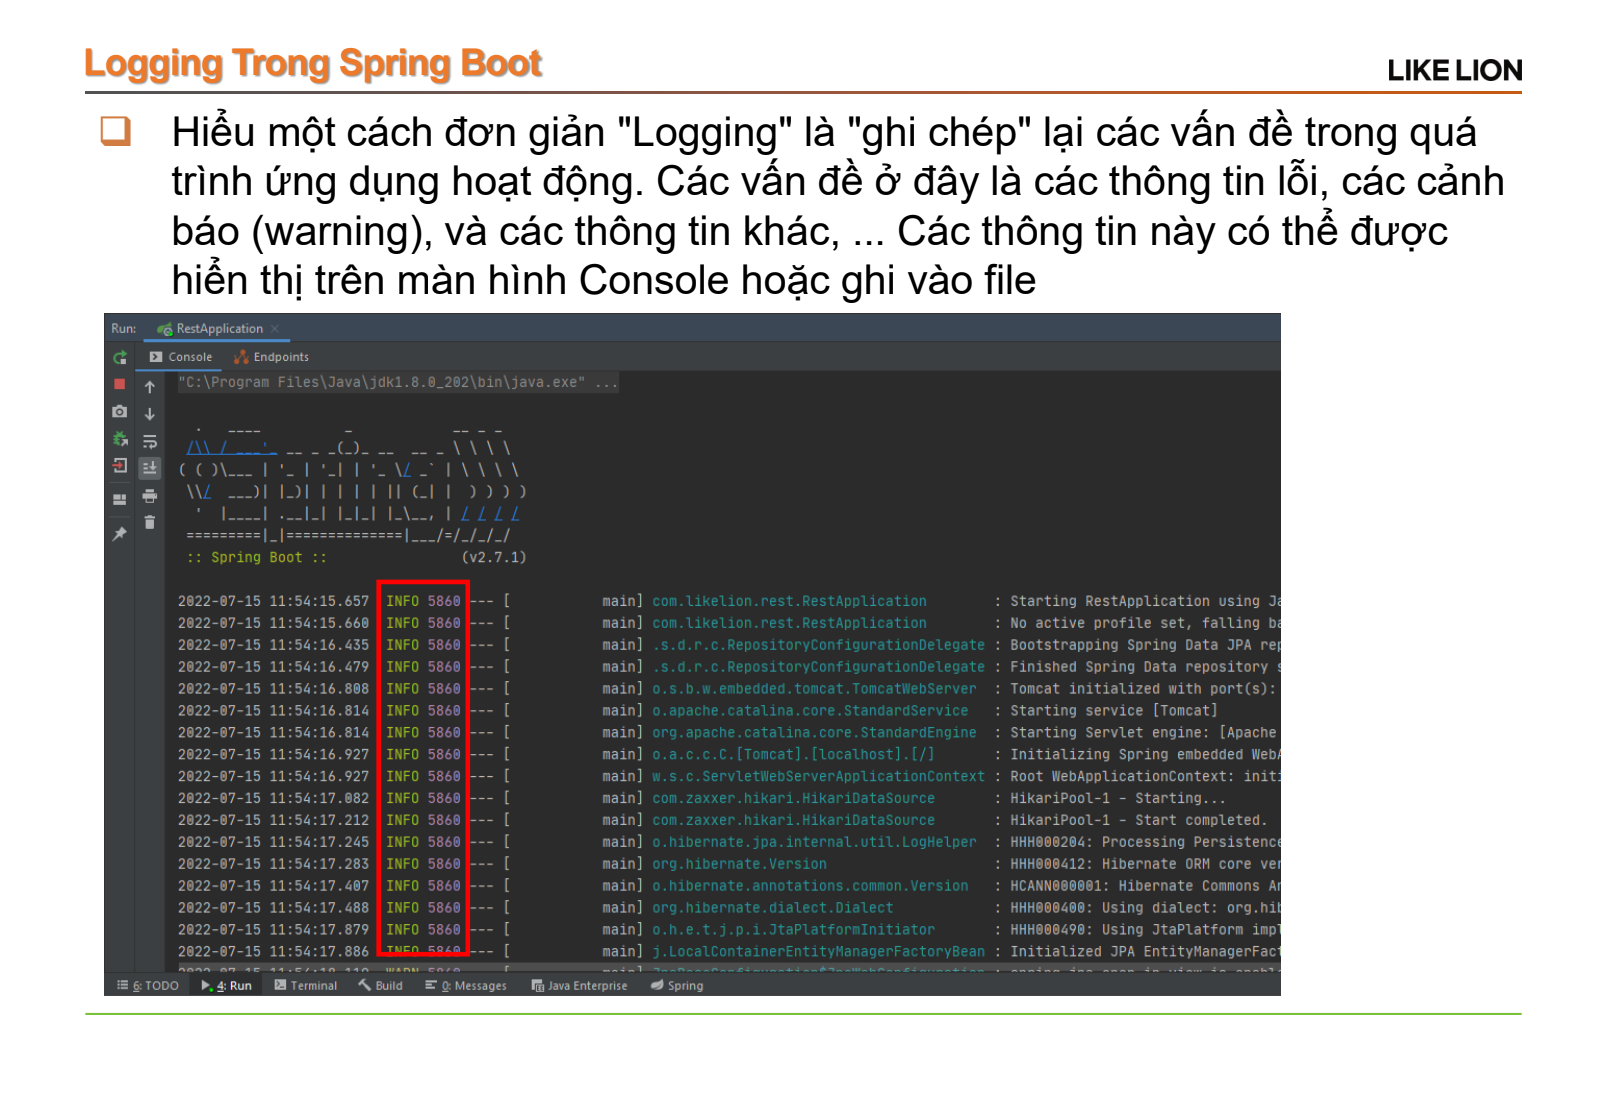 Logging Trong Spring Boot
LIKE LION
Hiểu một cách đơn giản "Logging" là "ghi chép" lại các vấn đề trong quá
trình ứng dụng hoạt động. Các vấn đề ở đây là các thông tin lỗi, các cảnh
báo (warning), và các thông tin khác, ... Các thông tin này có thể được
hiển thị trên màn hình Console hoặc ghi vào file
Run: RestApplication
Console Endpoints
"C:\Program Files\Java\jdk1.8.0_202\bin\java.exe" ...
:: Spring Boot :: (v2.7.1)
2022-07-15 11:54:15.657 INFO 5860 --- [ main] com.likelion.rest.RestApplication : Starting RestApplication using Ja
2022-07-15 11:54:15.660 INFO 5860 --- [ main] com.likelion.rest.RestApplication : No active profile set, falling ba
2022-07-15 11:54:16.435 INFO 5860 --- [ main] .s.d.r.c.RepositoryConfigurationDelegate : Bootstrapping Spring Data JPA rep
2022-07-15 11:54:16.479 INFO 5860 --- [ main] .s.d.r.c.RepositoryConfigurationDelegate : Finished Spring Data repository s
2022-07-15 11:54:16.808 INFO 5860 --- [ main] o.s.b.w.embedded.tomcat.TomcatWebServer : Tomcat initialized with port(s):
2022-07-15 11:54:16.814 INFO 5860 --- [ main] o.apache.catalina.core.StandardService : Starting service [Tomcat]
2022-07-15 11:54:16.814 INFO 5860 --- [ main] org.apache.catalina.core.StandardEngine : Starting Servlet engine: [Apache
2022-07-15 11:54:16.927 INFO 5860 --- [ main] o.a.c.c.C.[Tomcat].[localhost].[/] : Initializing Spring embedded WebA
2022-07-15 11:54:16.927 INFO 5860 --- [ main] w.s.c.ServletWebServerApplicationContext : Root WebApplicationContext: initi
2022-07-15 11:54:17.082 INFO 5860 --- [ main] com.zaxxer.hikari.HikariDataSource : HikariPool-1 - Starting...
2022-07-15 11:54:17.212 INFO 5860 --- [ main] com.zaxxer.hikari.HikariDataSource : HikariPool-1 - Start completed.
2022-07-15 11:54:17.245 INFO 5860 --- [ main] o.hibernate.jpa.internal.util.LogHelper : HHH000204: Processing Persistence
2022-07-15 11:54:17.283 INFO 5860 --- [ main] org.hibernate.Version : HHH000412: Hibernate ORM core ver
2022-07-15 11:54:17.407 INFO 5860 --- [ main] o.hibernate.annotations.common.Version : HCANN000001: Hibernate Commons An
2022-07-15 11:54:17.488 INFO 5860 --- [ main] org.hibernate.dialect.Dialect : HHH000400: Using dialect: org.hib
2022-07-15 11:54:17.879 INFO 5860 --- [ main] o.h.e.t.j.p.i.JtaPlatformInitiator : HHH000490: Using JtaPlatform impl
2022-07-15 11:54:17.886 INFO 5860 --- [ main] j.LocalContainerEntityManagerFactoryBean : Initialized JPA EntityManagerFact
6: TODO 4: Run Terminal Build 0: Messages Java Enterprise Spring